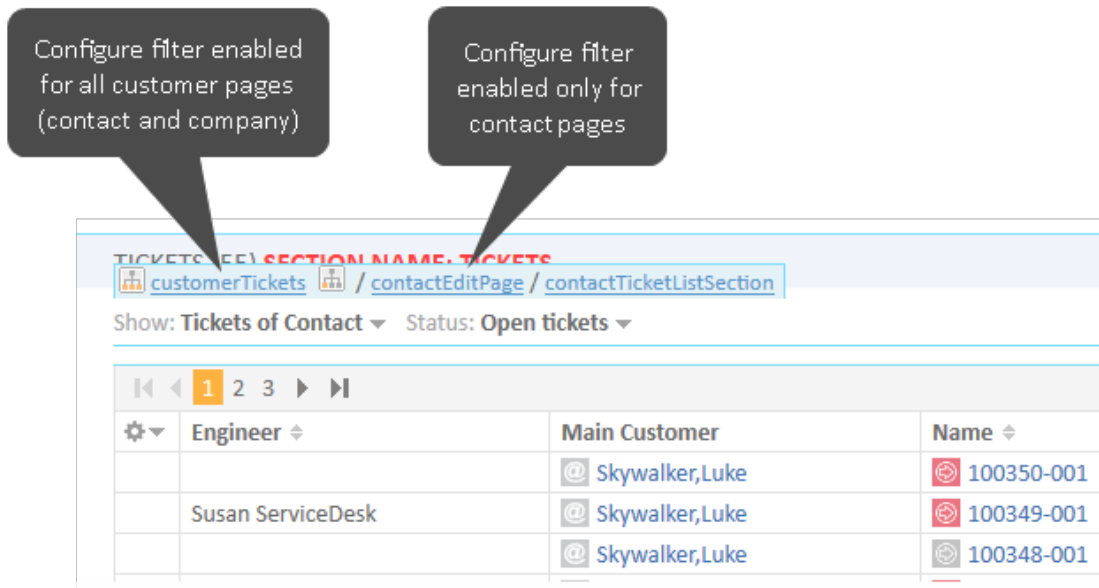 Configure filter enabled
for all customer pages
(contact and company)
Configure filter
enabled only for
contact pages
SECTION NAME: TICKETS
customerTickets / contactEditPage / contactTicketListSection
Show: Tickets of Contact Status: Open tickets
1 2 3
Engineer Main Customer Name
@ Skywalker,Luke 100350-001
Susan ServiceDesk @ Skywalker,Luke 100349-001
@ Skywalker,Luke 100348-001